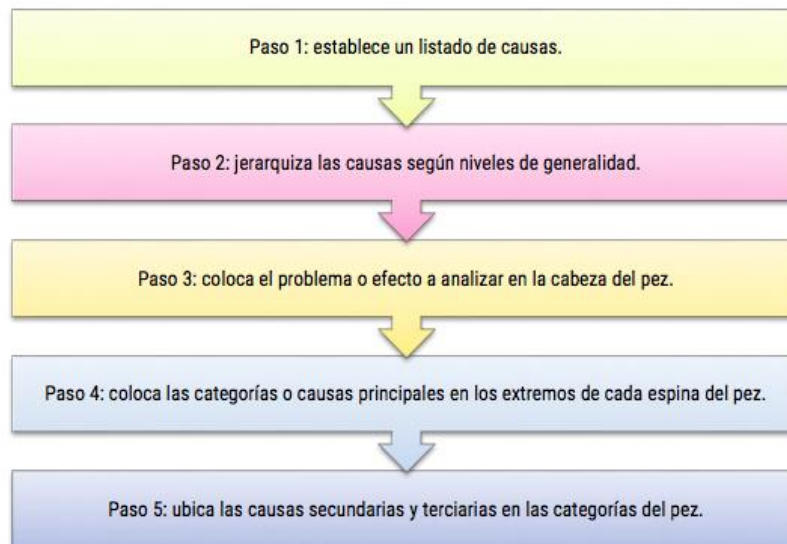 Paso 1: establece un listado de causas.
Paso 2: jerarquiza las causas según niveles de generalidad.
Paso 3: coloca el problema o efecto a analizar en la cabeza del pez.
Paso 4: coloca las categorías o causas principales en los extremos de cada espina del pez.
Paso 5: ubica las causas secundarias y terciarias en las categorías del pez.